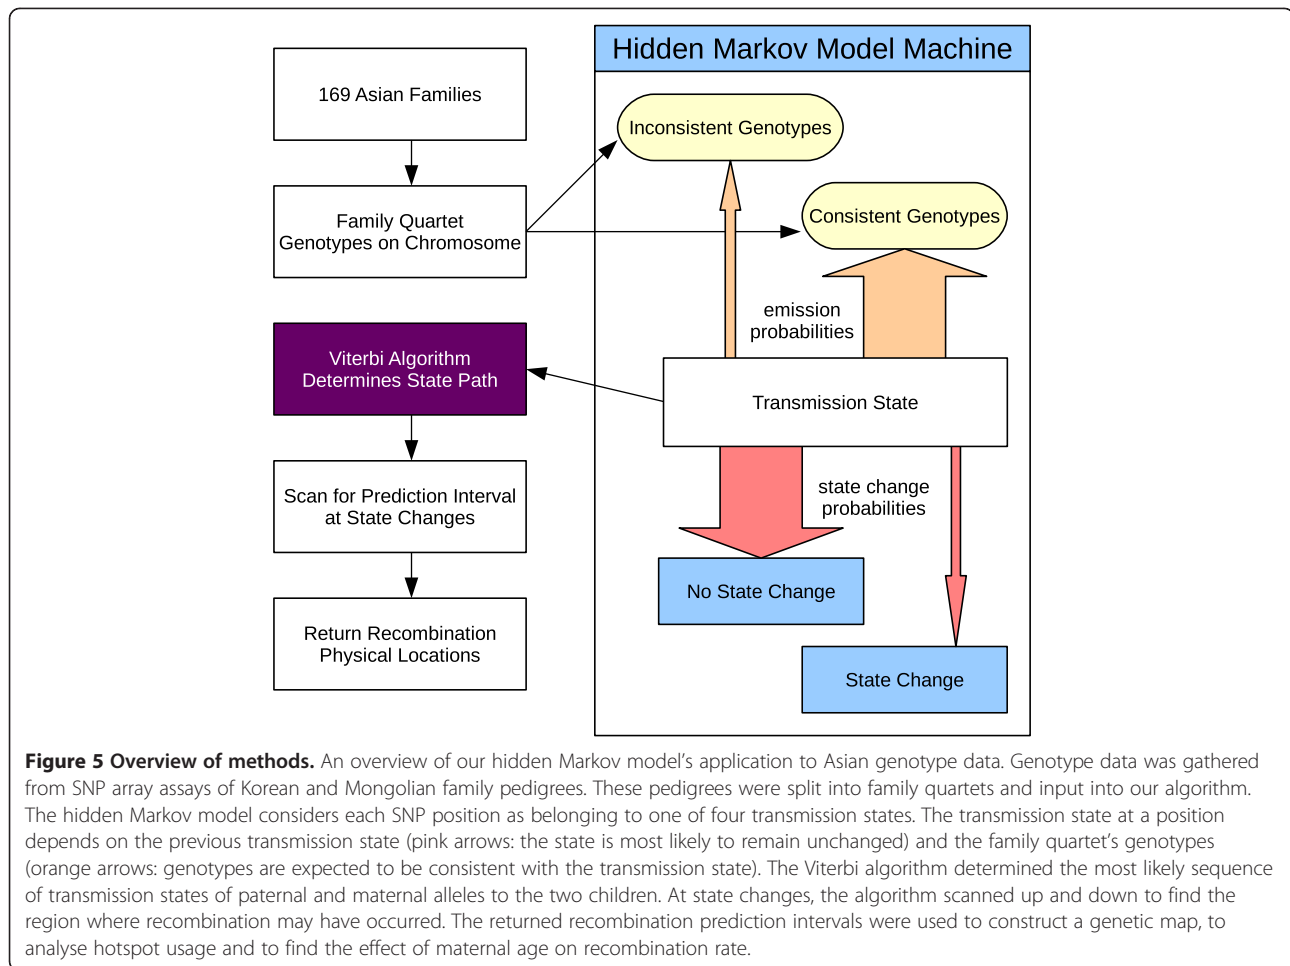 Hidden Markov Model Machine
169 Asian Families
Inconsistent Genotypes
Family Quartet
Genotypes on Chromosome
Consistent Genotypes
emission
probabilities
Viterbi Algorithm
Determines State Path
Transmission State
Scan for Prediction Interval
at State Changes
state change
probabilities
No State Change
Return Recombination
Physical Locations
State Change
Figure 5 Overview of methods. An overview of our hidden Markov model's application to Asian genotype data. Genotype data was gathered
from SNP array assays of Korean and Mongolian family pedigrees. These pedigrees were split into family quartets and input into our algorithm.
The hidden Markov model considers each SNP position as belonging to one of four transmission states. The transmission state at a position
depends on the previous transmission state (pink arrows: the state is most likely to remain unchanged) and the family quartet's genotypes
(orange arrows: genotypes are expected to be consistent with the transmission state). The Viterbi algorithm determined the most likely sequence
of transmission states of paternal and maternal alleles to the two children. At state changes, the algorithm scanned up and down to find the
region where recombination may have occurred. The returned recombination prediction intervals were used to construct a genetic map, to
analyse hotspot usage and to find the effect of maternal age on recombination rate.